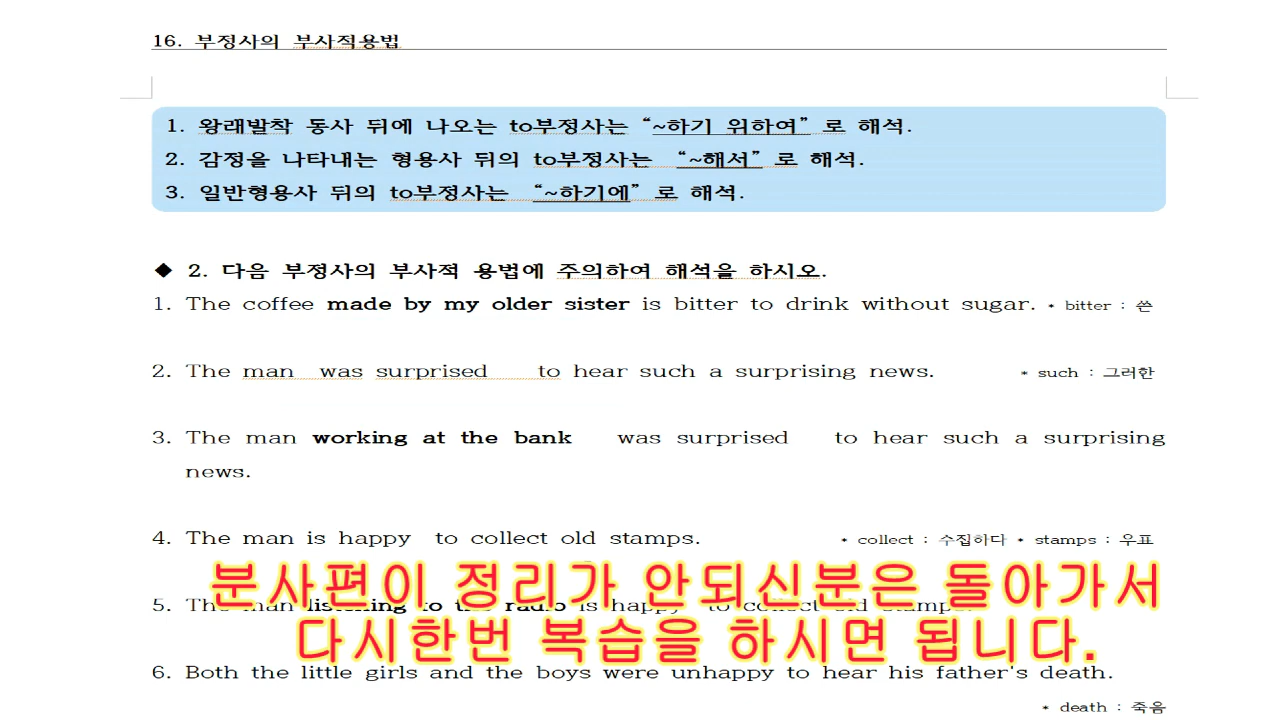 16. 부정사의 부사적용법
1. 왕래발착 동사 뒤에 나오는 to부정사는 “~하기 위하여” 로 해석.
2. 감정을 나타내는 형용사 뒤의 to부정사는 “~해서” 로 해석.
3. 일반형용사 뒤의 to부정사는 “~하기에” 로 해석.
◆ 2. 다음 부정사의 부사적 용법에 주의하여 해석을 하시오.
1. The coffee made by my older sister is bitter to drink without sugar. * bitter : 쓴
2. The man was surprised to hear such a surprising news. * such : 그러한
3. The man working at the bank was surprised to hear such a surprising
news.
4. The man is happy to collect old stamps. * collect : 수집하다 * stamps : 우표
분사편이 정리가 안되신분은 돌아가서
5. The man listening to the radio is happy to collect old stamps.
다시한번 복습을 하시면 됩니다.
6. Both the little girls and the boys were unhappy to hear his father's death.
* death : 죽음